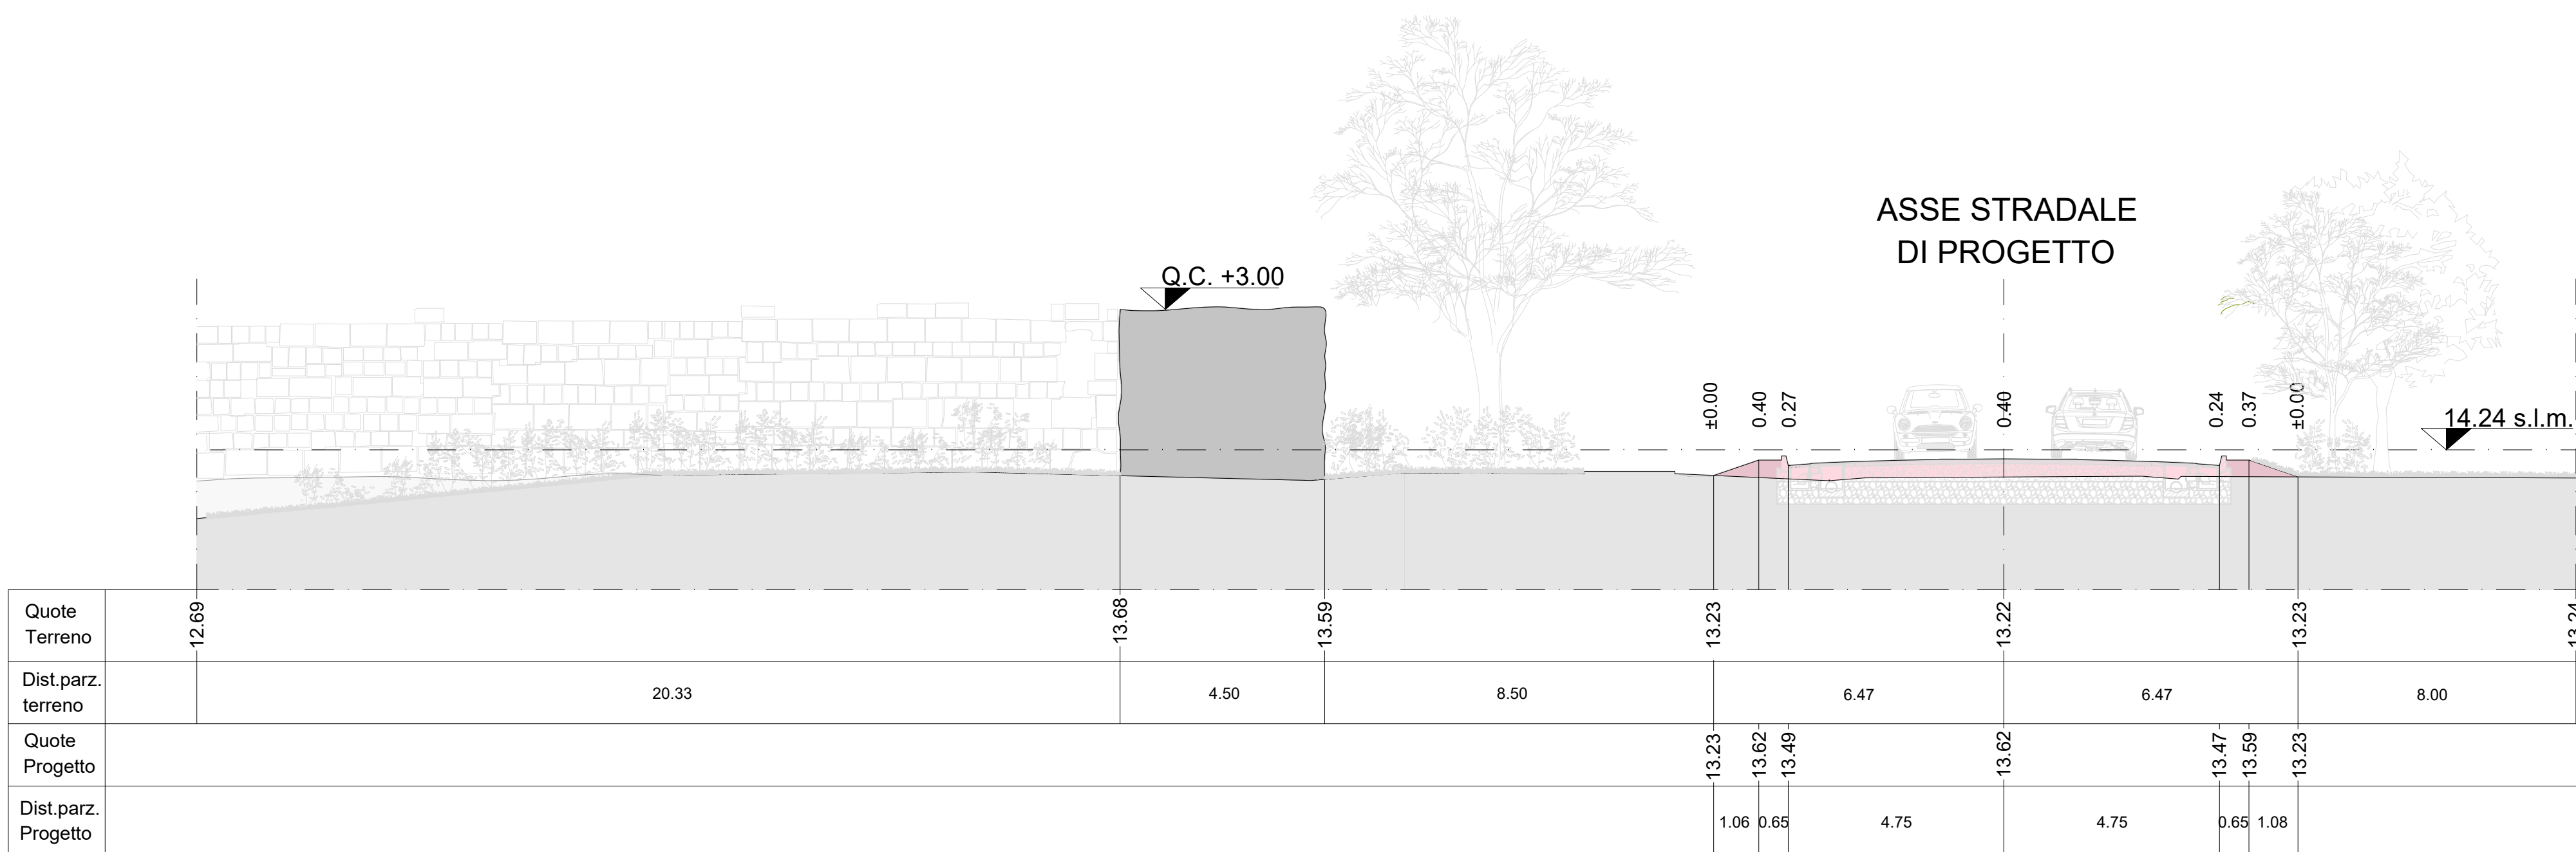 ASSE STRADALE
DI PROGETTO
Q.C. +3.00
±0.00
0.40
0.27
0.40
0.24
0.37
±0.00
14.24 s.l.m.
Quote
Terreno
12.69
13.68
13.59
13.23
13.22
13.23
13.24
Dist.parz.
terreno
20.33
4.50
8.50
6.47
6.47
8.00
Quote
Progetto
13.23
13.62
13.49
13.62
13.47
13.59
13.23
Dist.parz.
Progetto
1.06
0.65
4.75
4.75
0.65
1.08